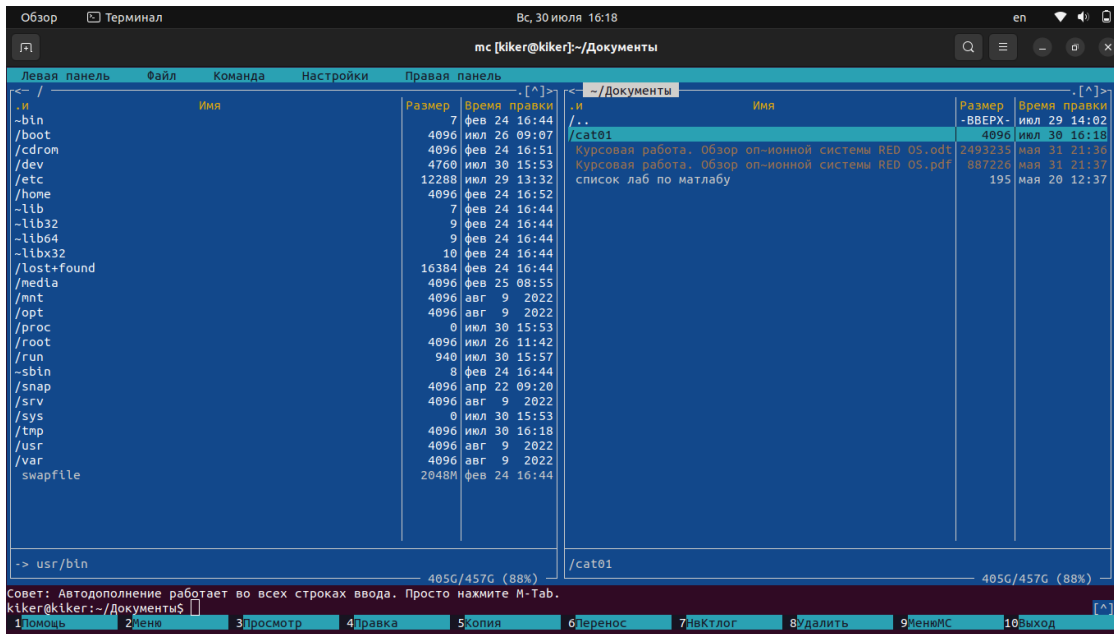 Обзор Терминал Вс, 30 июля 16:18 en
mc [kiker@kiker]:~/Документы
Левая панель Файл Команда Настройки Правая панель
<─ / .[^]>
.и Имя Размер Время правки
~bin 7 фев 24 16:44
/boot 4096 июл 26 09:07
/cdrom 4096 фев 24 16:51
/dev 4760 июл 30 15:53
/etc 12288 июл 29 13:32
/home 4096 фев 24 16:52
~lib 7 фев 24 16:44
~lib32 9 фев 24 16:44
~lib64 9 фев 24 16:44
~libx32 10 фев 24 16:44
/lost+found 16384 фев 24 16:44
/media 4096 фев 25 08:55
/mnt 4096 авг 9 2022
/opt 4096 авг 9 2022
/proc 0 июл 30 15:53
/root 4096 июл 26 11:42
/run 940 июл 30 15:57
~sbin 8 фев 24 16:44
/snap 4096 апр 22 09:20
/srv 4096 авг 9 2022
/sys 0 июл 30 15:53
/tmp 4096 июл 30 16:18
/usr 4096 авг 9 2022
/var 4096 авг 9 2022
swapfile 2048M фев 24 16:44
-> usr/bin
405G/457G (88%)
<─ ~/Документы .[^]>
.и Имя Размер Время правки
/.. -ВВЕРХ- июл 29 14:02
/cat01 4096 июл 30 16:18
Курсовая работа. Обзор оп~ионной системы RED OS.odt 2493235 мая 31 21:36
Курсовая работа. Обзор оп~ионной системы RED OS.pdf 887226 мая 31 21:37
список лаб по матлабу 195 мая 20 12:37
/cat01
405G/457G (88%)
Совет: Автодополнение работает во всех строках ввода. Просто нажмите M-Tab.
kiker@kiker:~/Документы$ [^]
1Помощь 2Меню 3Просмотр 4Правка 5Копия 6Перенос 7НвКтлог 8Удалить 9МенюMC 10Выход